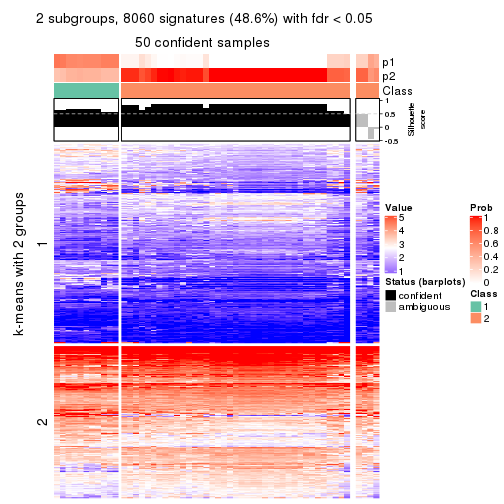 2 subgroups, 8060 signatures (48.6%) with fdr < 0.05
50 confident samples
p1
p2
Class
1
0.5
0
-0.5
Silhouette
score
k-means with 2 groups
1
2
Value
5
4
3
2
1
Prob
1
0.8
0.6
0.4
0.2
0
Status (barplots)
confident
ambiguous
Class
1
2